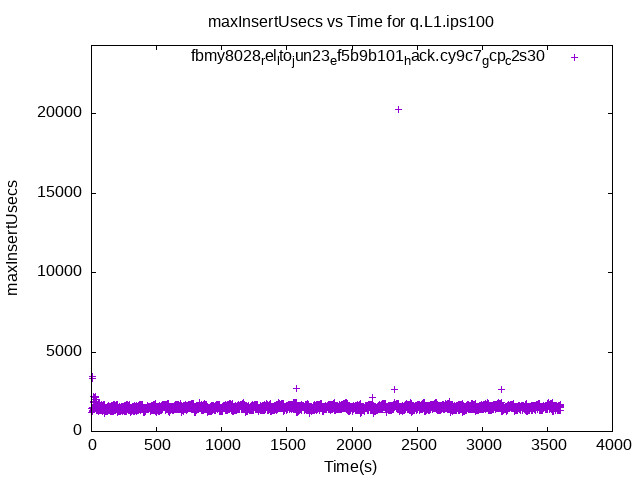 maxInsertUsecs vs Time for q.L1.ips100
fbmy8028relltojun23ef5b9b101hack.cy9c7gcpc2s30
20000
15000
10000
5000
0
maxInsertUsecs
0 500 1000 1500 2000 2500 3000 3500 4000
Time(s)